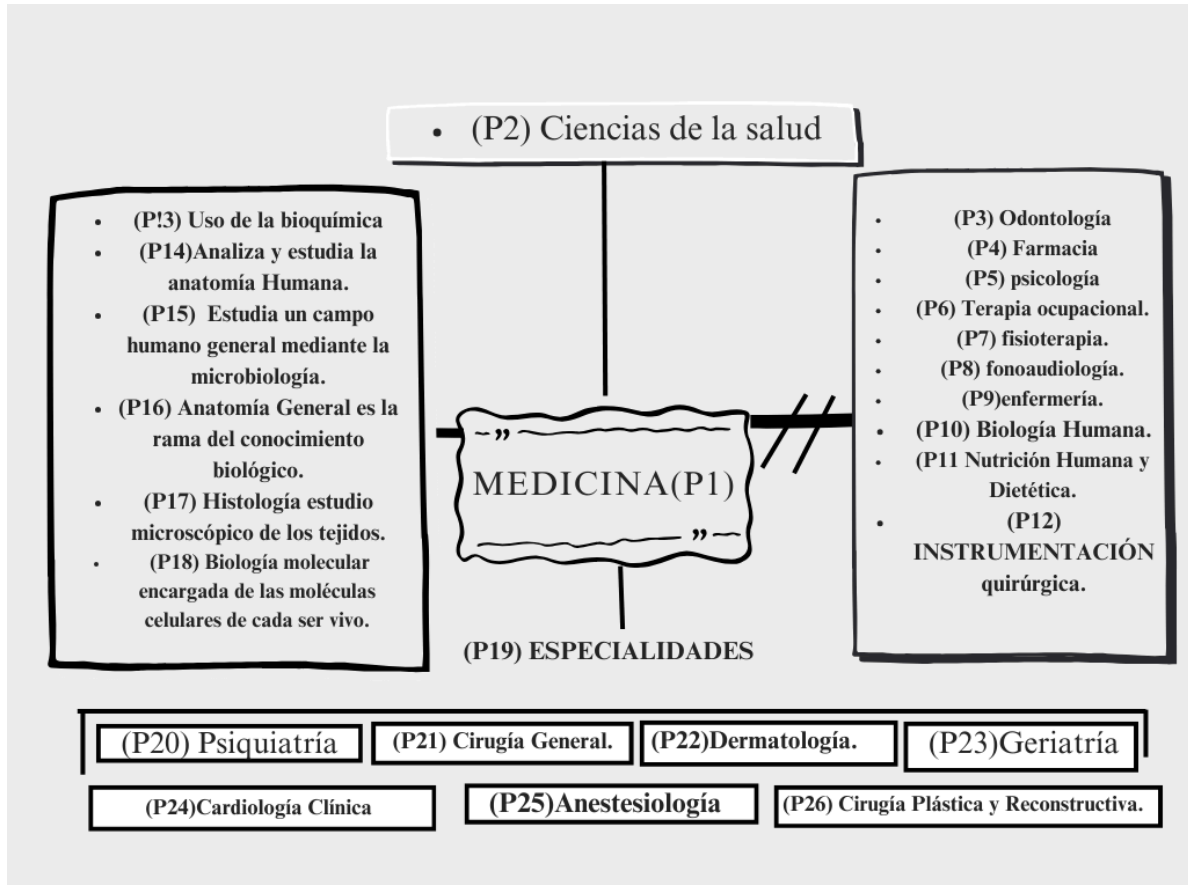 • (P2) Ciencias de la salud
• (P!3) Uso de la bioquímica
• (P14)Analiza y estudia la
anatomía Humana.
• (P15) Estudia un campo
humano general mediante la
microbiología.
• (P16) Anatomía General es la
rama del conocimiento
biológico.
• (P17) Histología estudio
microscópico de los tejidos.
• (P18) Biología molecular
encargada de las moléculas
celulares de cada ser vivo.
MEDICINA(P1)
• (P3) Odontología
• (P4) Farmacia
• (P5) psicología
• (P6) Terapia ocupacional.
• (P7) fisioterapia.
• (P8) fonoaudiología.
• (P9)enfermería.
• (P10) Biología Humana.
• (P11 Nutrición Humana y
Dietética.
• (P12)
INSTRUMENTACIÓN
quirúrgica.
(P19) ESPECIALIDADES
(P20) Psiquiatría
(P21) Cirugía General.
(P22)Dermatología.
(P23)Geriatría
(P24)Cardiología Clínica
(P25)Anestesiología
(P26) Cirugía Plástica y Reconstructiva.